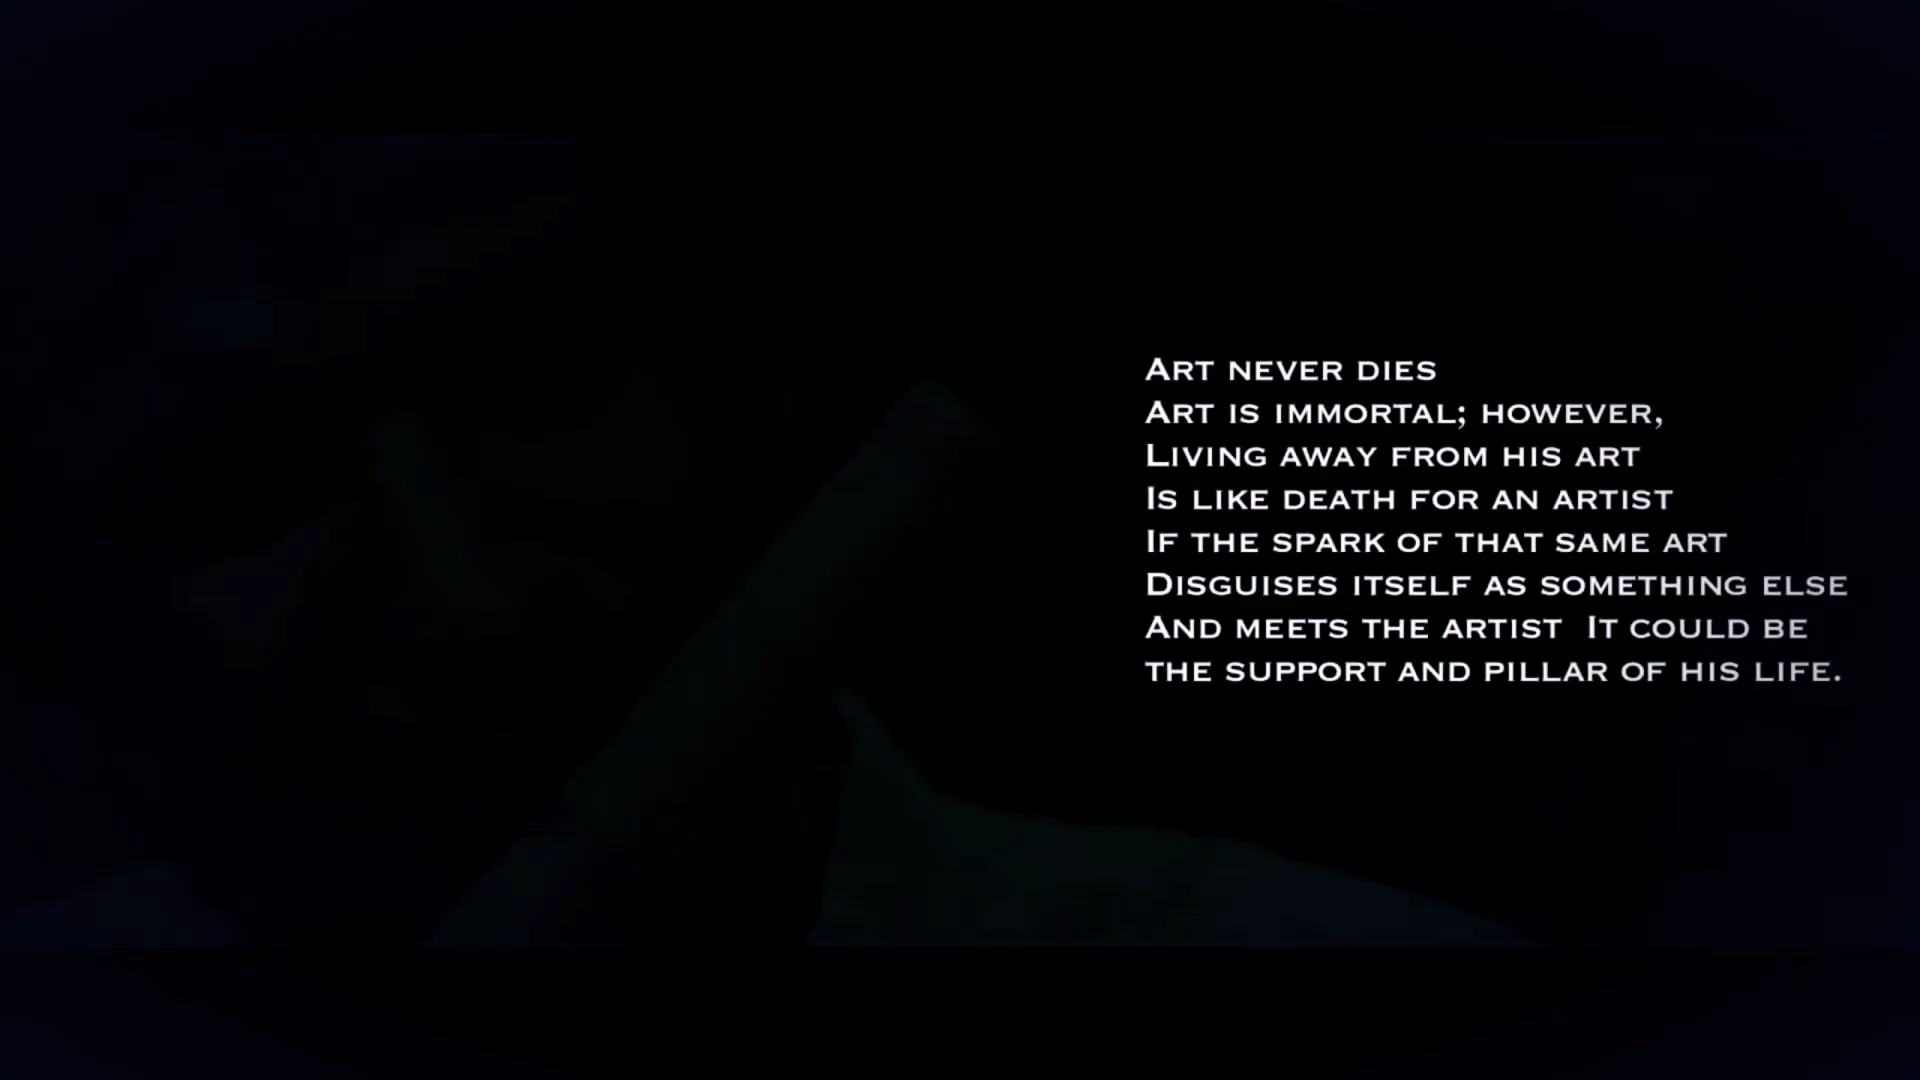 Art never dies
Art is immortal; however,
Living away from his art
Is like death for an artist
If the spark of that same art
Disguises itself as something else
And meets the artist  It could be
the support and pillar of his life.